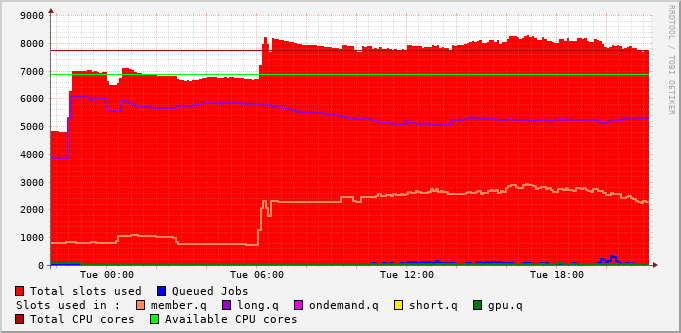 9000
8000
7000
6000
5000
4000
3000
2000
1000
0
Tue 00:00 Tue 06:00 Tue 12:00 Tue 18:00
RRDTOOL / TOBI OETIKER
Total slots used Queued Jobs
Slots used in : member.q long.q ondemand.q short.q gpu.q
Total CPU cores Available CPU cores